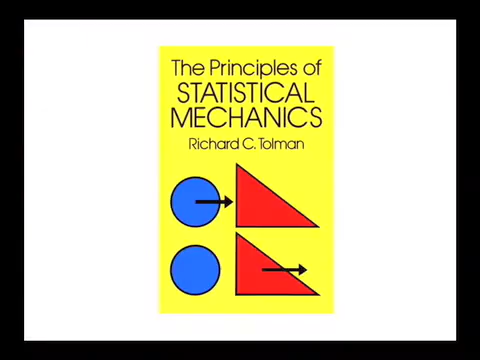 The Principles of
STATISTICAL
MECHANICS
Richard C. Tolman